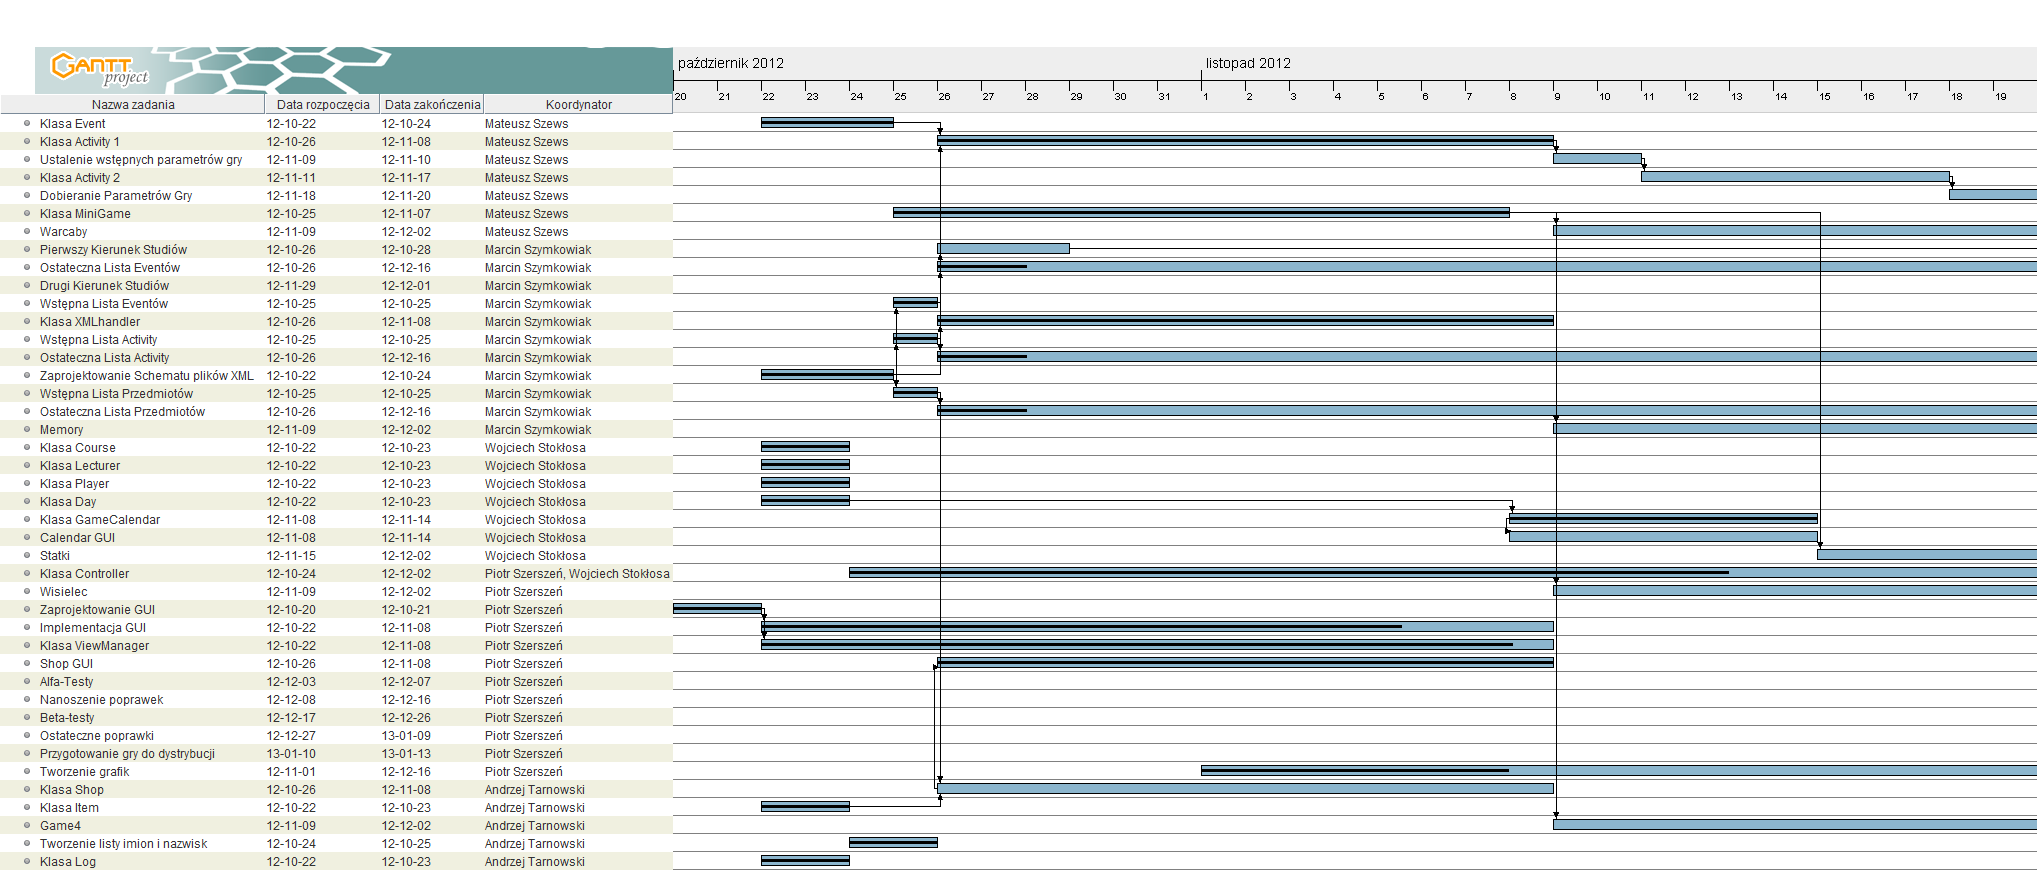 GANTT project
październik 2012 listopad 2012
20 21 22 23 24 25 26 27 28 29 30 31 1 2 3 4 5 6 7 8 9 10 11 12 13 14 15 16 17 18 19
Nazwa zadania Data rozpoczęcia Data zakończenia Koordynator
Klasa Event 12-10-22 12-10-24 Mateusz Szews
Klasa Activity 1 12-10-26 12-11-08 Mateusz Szews
Ustalenie wstępnych parametrów gry 12-11-09 12-11-10 Mateusz Szews
Klasa Activity 2 12-11-11 12-11-17 Mateusz Szews
Dobieranie Parametrów Gry 12-11-18 12-11-20 Mateusz Szews
Klasa MiniGame 12-10-25 12-11-07 Mateusz Szews
Warcaby 12-11-09 12-12-02 Mateusz Szews
Pierwszy Kierunek Studiów 12-10-26 12-10-28 Marcin Szymkowiak
Ostateczna Lista Eventów 12-10-26 12-12-16 Marcin Szymkowiak
Drugi Kierunek Studiów 12-11-29 12-12-01 Marcin Szymkowiak
Wstępna Lista Eventów 12-10-25 12-10-25 Marcin Szymkowiak
Klasa XMLhandler 12-10-26 12-11-08 Marcin Szymkowiak
Wstępna Lista Activity 12-10-25 12-10-25 Marcin Szymkowiak
Ostateczna Lista Activity 12-10-26 12-12-16 Marcin Szymkowiak
Zaprojektowanie Schematu plików XML 12-10-22 12-10-24 Marcin Szymkowiak
Wstępna Lista Przedmiotów 12-10-25 12-10-25 Marcin Szymkowiak
Ostateczna Lista Przedmiotów 12-10-26 12-12-16 Marcin Szymkowiak
Memory 12-11-09 12-12-02 Marcin Szymkowiak
Klasa Course 12-10-22 12-10-23 Wojciech Stokłosa
Klasa Lecturer 12-10-22 12-10-23 Wojciech Stokłosa
Klasa Player 12-10-22 12-10-23 Wojciech Stokłosa
Klasa Day 12-10-22 12-10-23 Wojciech Stokłosa
Klasa GameCalendar 12-11-08 12-11-14 Wojciech Stokłosa
Calendar GUI 12-11-08 12-11-14 Wojciech Stokłosa
Statki 12-11-15 12-12-02 Wojciech Stokłosa
Klasa Controller 12-10-24 12-12-02 Piotr Szerszeń, Wojciech Stokłosa
Wisielec 12-11-09 12-12-02 Piotr Szerszeń
Zaprojektowanie GUI 12-10-20 12-10-21 Piotr Szerszeń
Implementacja GUI 12-10-22 12-11-08 Piotr Szerszeń
Klasa ViewManager 12-10-22 12-11-08 Piotr Szerszeń
Shop GUI 12-10-26 12-11-08 Piotr Szerszeń
Alfa-Testy 12-12-03 12-12-07 Piotr Szerszeń
Nanoszenie poprawek 12-12-08 12-12-16 Piotr Szerszeń
Beta-testy 12-12-17 12-12-26 Piotr Szerszeń
Ostateczne poprawki 12-12-27 13-01-09 Piotr Szerszeń
Przygotowanie gry do dystrybucji 13-01-10 13-01-13 Piotr Szerszeń
Tworzenie grafik 12-11-01 12-12-16 Piotr Szerszeń
Klasa Shop 12-10-26 12-11-08 Andrzej Tarnowski
Klasa Item 12-10-22 12-10-23 Andrzej Tarnowski
Game4 12-11-09 12-12-02 Andrzej Tarnowski
Tworzenie listy imion i nazwisk 12-10-24 12-10-25 Andrzej Tarnowski
Klasa Log 12-10-22 12-10-23 Andrzej Tarnowski